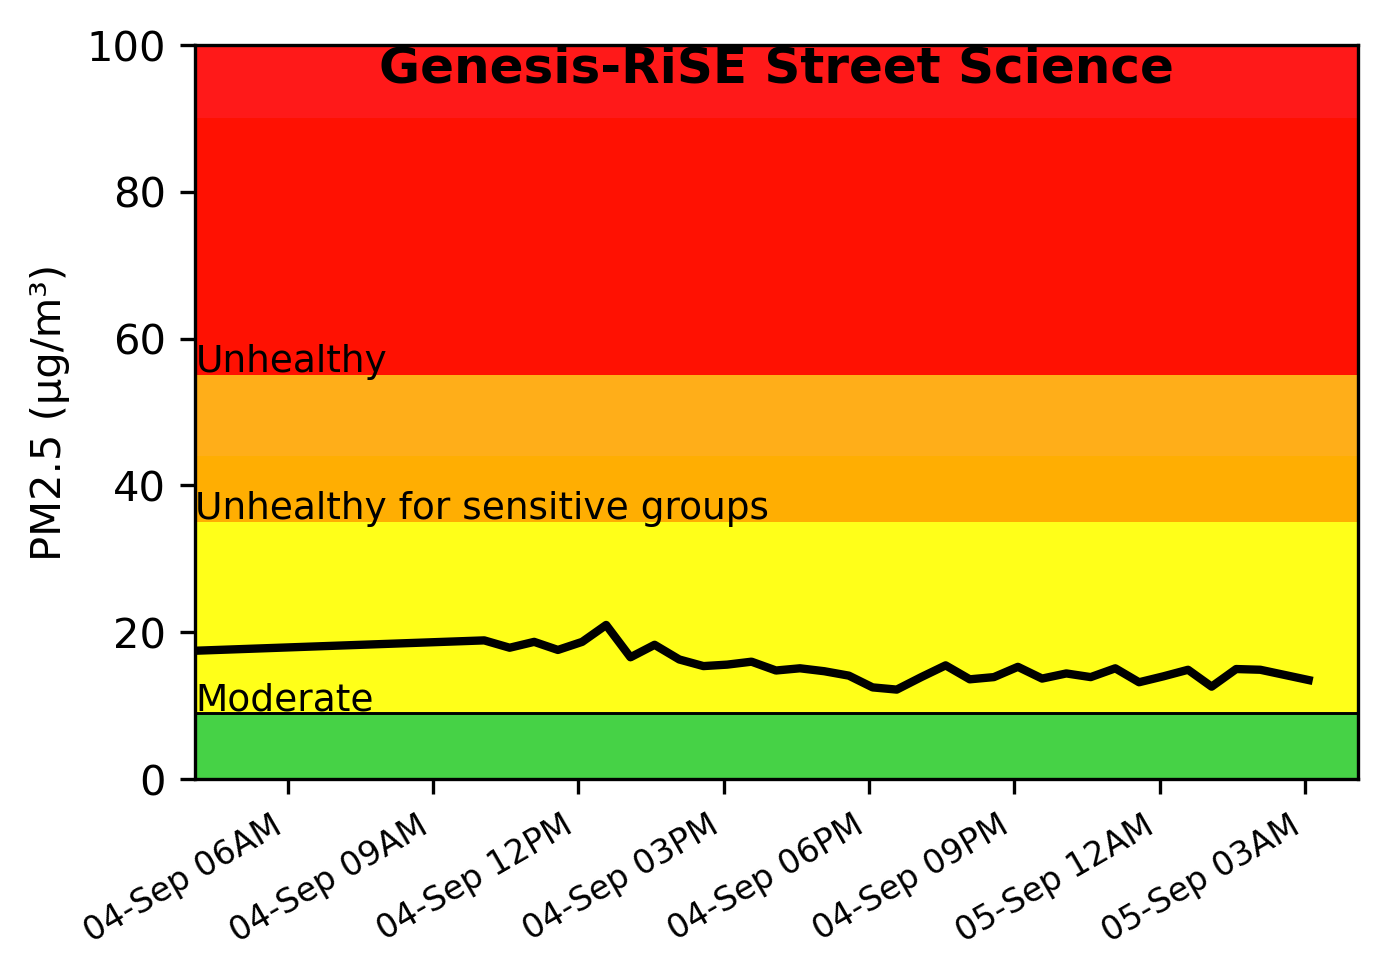 Genesis-RiSE Street Science
100
80
60
40
20
0
PM2.5 (µg/m³)
Unhealthy
Unhealthy for sensitive groups
Moderate
04-Sep 06AM
04-Sep 09AM
04-Sep 12PM
04-Sep 03PM
04-Sep 06PM
04-Sep 09PM
05-Sep 12AM
05-Sep 03AM